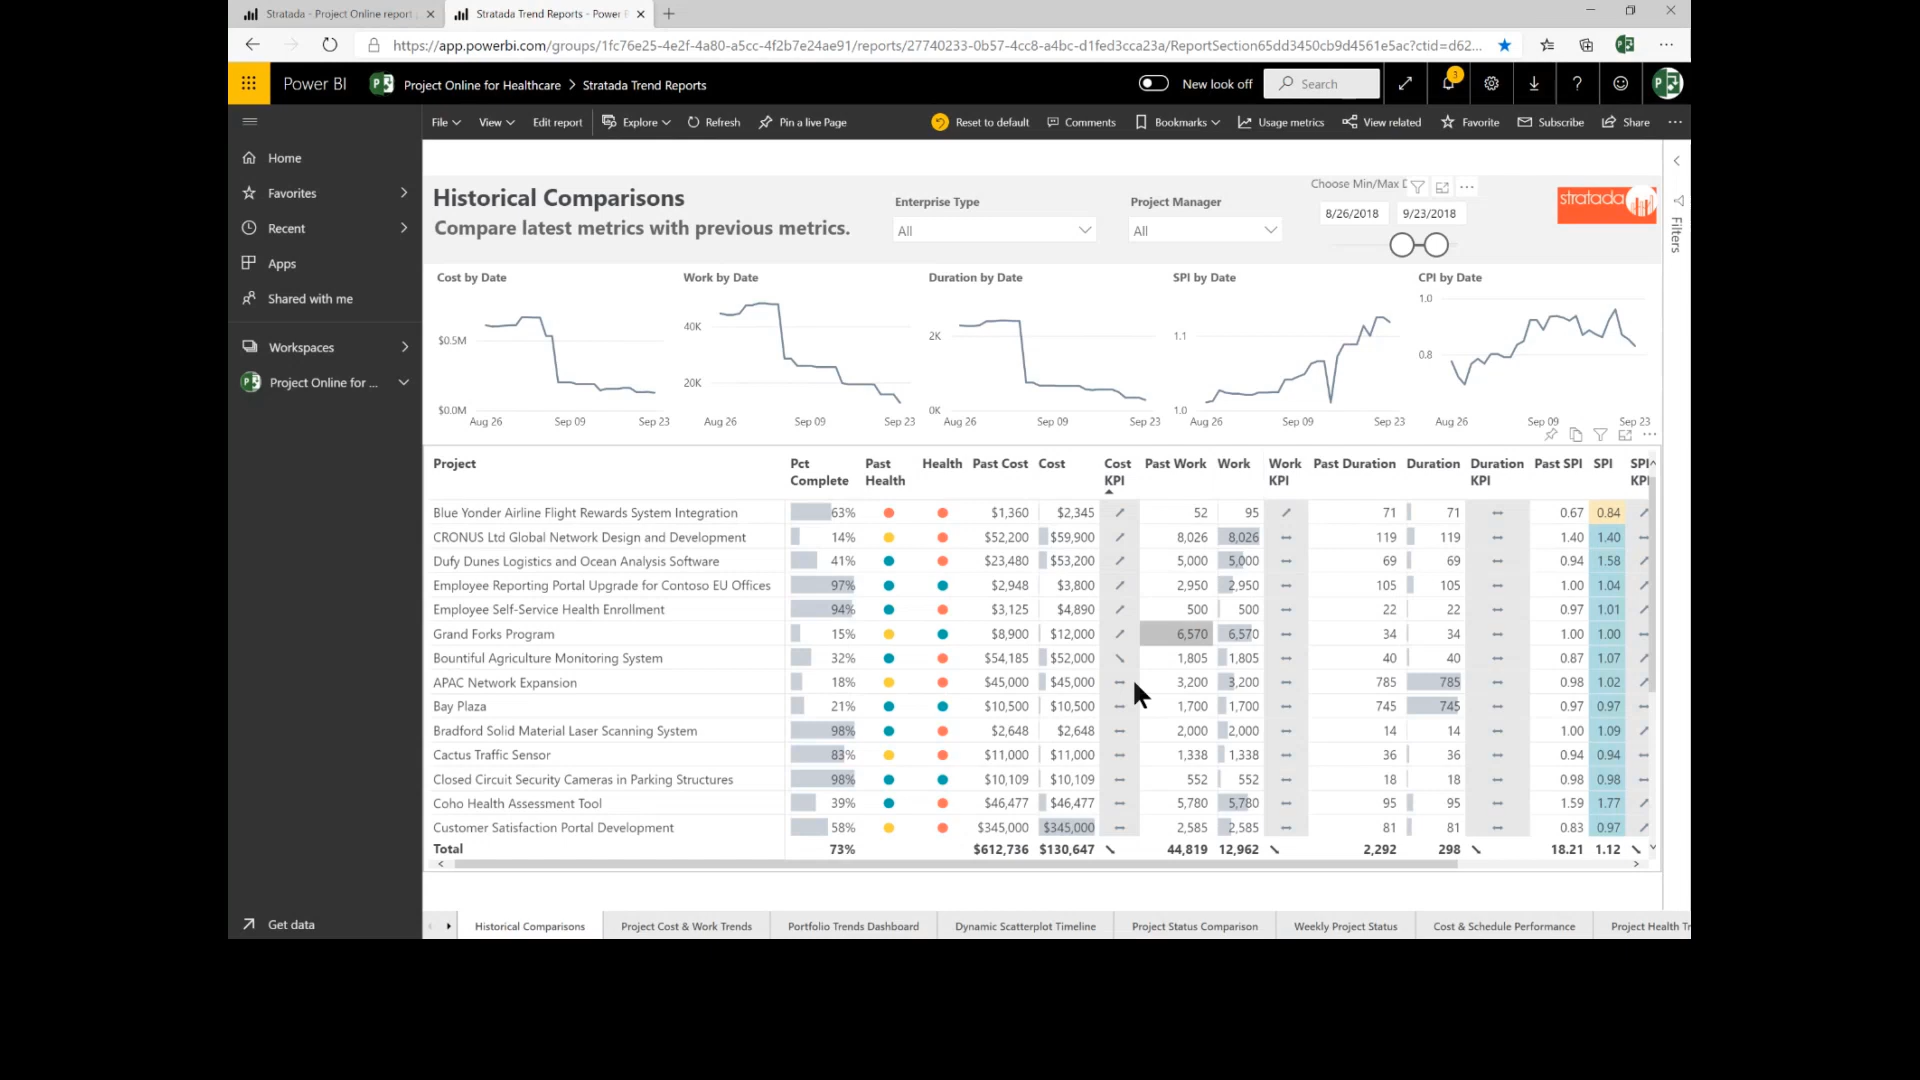 Stratada - Project Online report
Stratada Trend Reports - Power
https://app.powerbi.com/groups/1fc76e25-4e2f-4a80-a5cc-4f2b7e24ae91/reports/27740233-0b57-4cc8-a4bc-d1fed3cca23a/ReportSection65dd3450cb9d4561e5ac?ctid=d62...
Power BI Project Online for Healthcare > Stratada Trend Reports New look off Search 3
File View Edit report Explore Refresh Pin a live Page Reset to default Comments Bookmarks Usage metrics View related Favorite Subscribe Share ...
Home
Favorites
Recent
Apps
Shared with me
Workspaces
Project Online for ...
Get data
Historical Comparisons
Compare latest metrics with previous metrics.
Enterprise Type
All
Project Manager
All
Choose Min/Max D
8/26/2018 9/23/2018
stratada
Filters
Cost by Date
$0.5M
$0.0M
Aug 26 Sep 09 Sep 23
Work by Date
40K
20K
Aug 26 Sep 09 Sep 23
Duration by Date
2K
0K
Aug 26 Sep 09 Sep 23
SPI by Date
1.1
1.0
Aug 26 Sep 09 Sep 23
CPI by Date
1.0
0.8
Aug 26 Sep 09 Sep 23
Project Pct Complete Past Health Health Past Cost Cost Cost KPI Past Work Work Work KPI Past Duration Duration Duration KPI Past SPI SPI SPI KPI
Blue Yonder Airline Flight Rewards System Integration 63% $1,360 $2,345 52 95 71 71 0.67 0.84
CRONUS Ltd Global Network Design and Development 14% $52,200 $59,900 8,026 8,026 119 119 1.40 1.40
Dufy Dunes Logistics and Ocean Analysis Software 41% $23,480 $53,200 5,000 5,000 69 69 0.94 1.58
Employee Reporting Portal Upgrade for Contoso EU Offices 97% $2,948 $3,800 2,950 2,950 105 105 1.00 1.04
Employee Self-Service Health Enrollment 94% $3,125 $4,890 500 500 22 22 0.97 1.01
Grand Forks Program 15% $8,900 $12,000 6,570 6,570 34 34 1.00 1.00
Bountiful Agriculture Monitoring System 32% $54,185 $52,000 1,805 1,805 40 40 0.87 1.07
APAC Network Expansion 18% $45,000 $45,000 3,200 3,200 785 785 0.98 1.02
Bay Plaza 21% $10,500 $10,500 1,700 1,700 745 745 0.97 0.97
Bradford Solid Material Laser Scanning System 98% $2,648 $2,648 2,000 2,000 14 14 1.00 1.09
Cactus Traffic Sensor 83% $11,000 $11,000 1,338 1,338 36 36 0.94 0.94
Closed Circuit Security Cameras in Parking Structures 98% $10,109 $10,109 552 552 18 18 0.98 0.98
Coho Health Assessment Tool 39% $46,477 $46,477 5,780 5,780 95 95 1.59 1.77
Customer Satisfaction Portal Development 58% $345,000 $345,000 2,585 2,585 81 81 0.83 0.97
Total 73% $612,736 $130,647 44,819 12,962 2,292 298 18.21 1.12
Historical Comparisons Project Cost & Work Trends Portfolio Trends Dashboard Dynamic Scatterplot Timeline Project Status Comparison Weekly Project Status Cost & Schedule Performance Project Health Tr